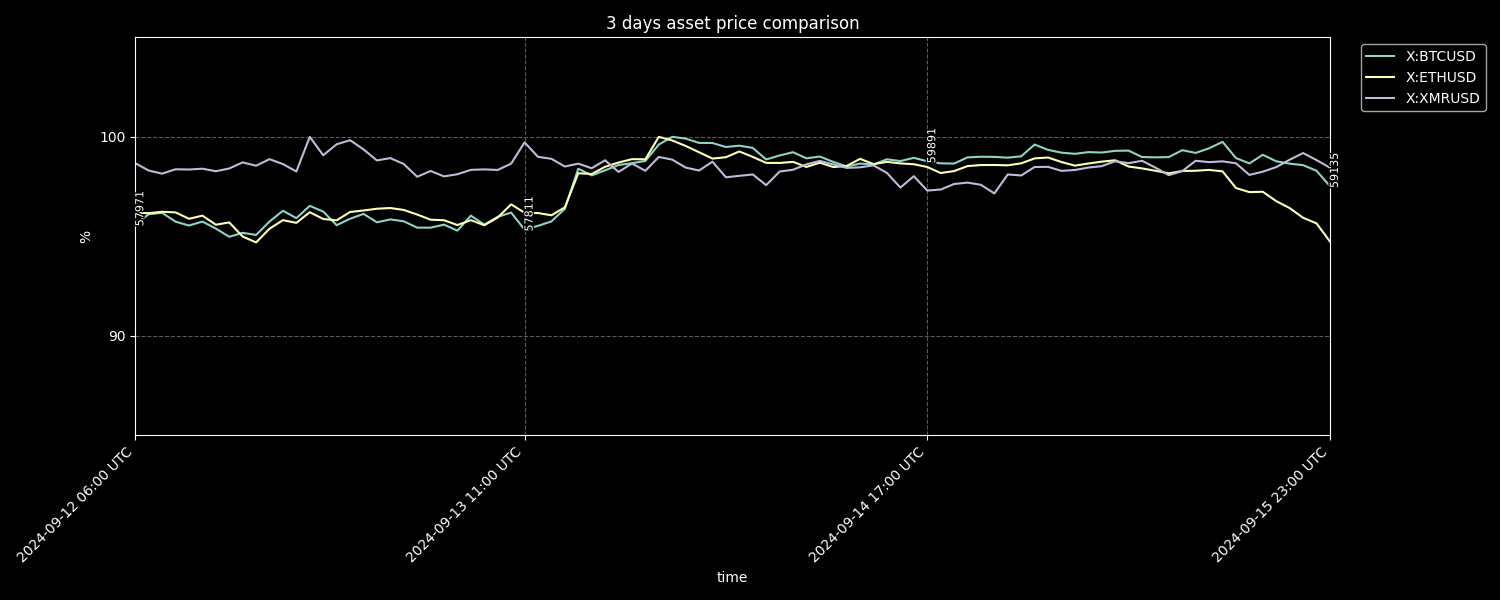 3 days asset price comparison
X:BTCUSD
X:ETHUSD
X:XMRUSD
100
90
%
57971
57811
59891
59135
2024-09-12 06:00 UTC
2024-09-13 11:00 UTC
2024-09-14 17:00 UTC
2024-09-15 23:00 UTC
time